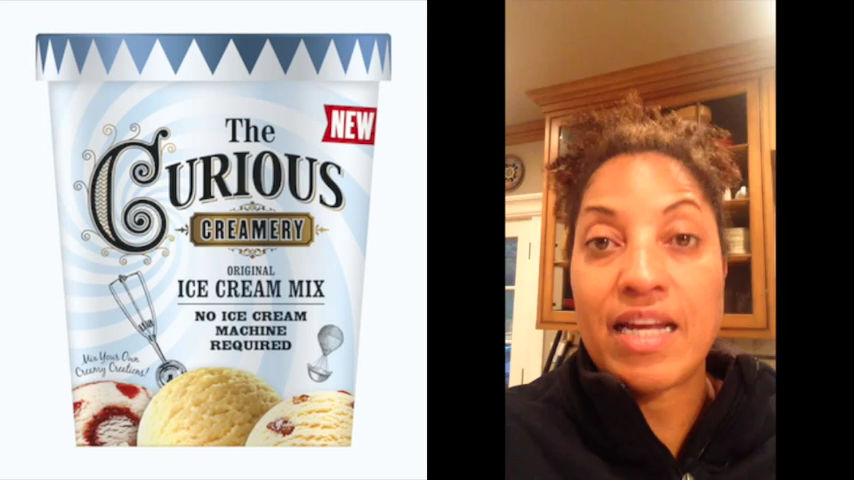 NEW
The
CURIOUS
CREAMERY
ORIGINAL
ICE CREAM MIX
NO ICE CREAM
MACHINE
REQUIRED
Mix Your Own
Creamy Creations!